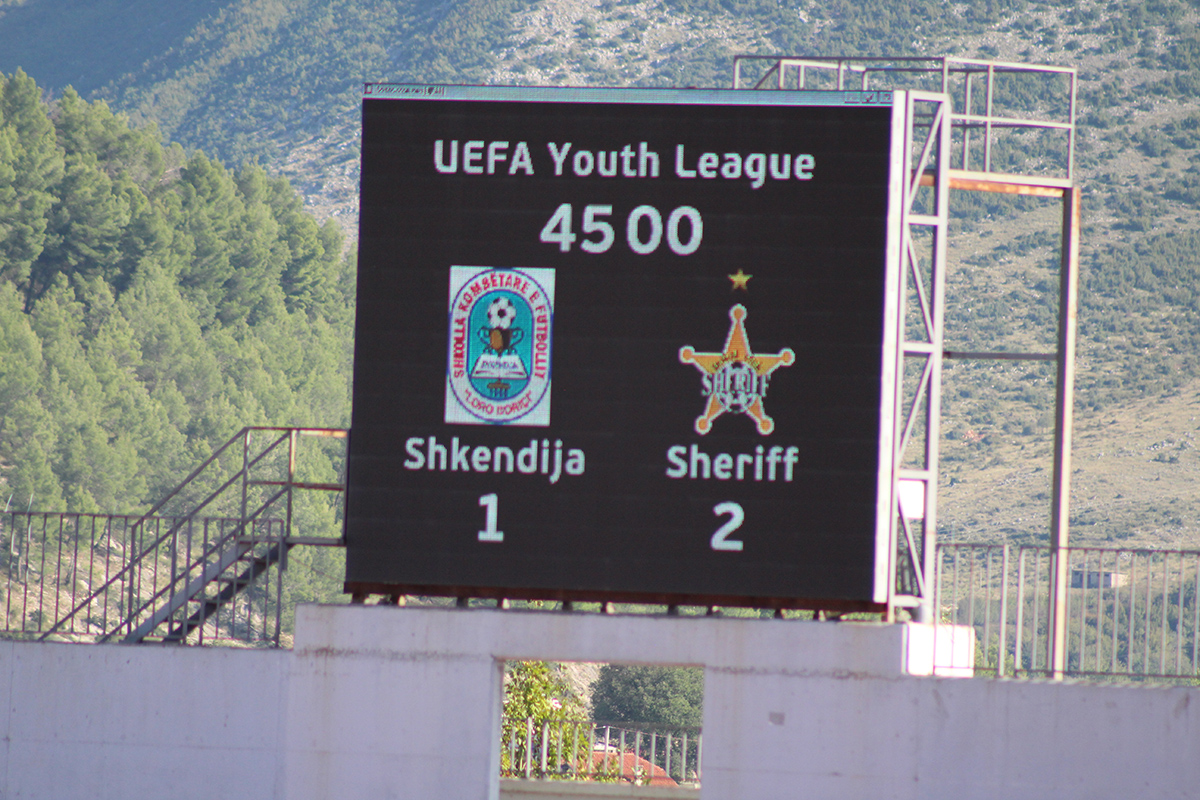 UEFA Youth League
45 00
SHKOLLA KOMBËTARE E FUTBOLLIT
"LORO BORIÇI"
SHERIFF
Shkendija
Sheriff
1
2